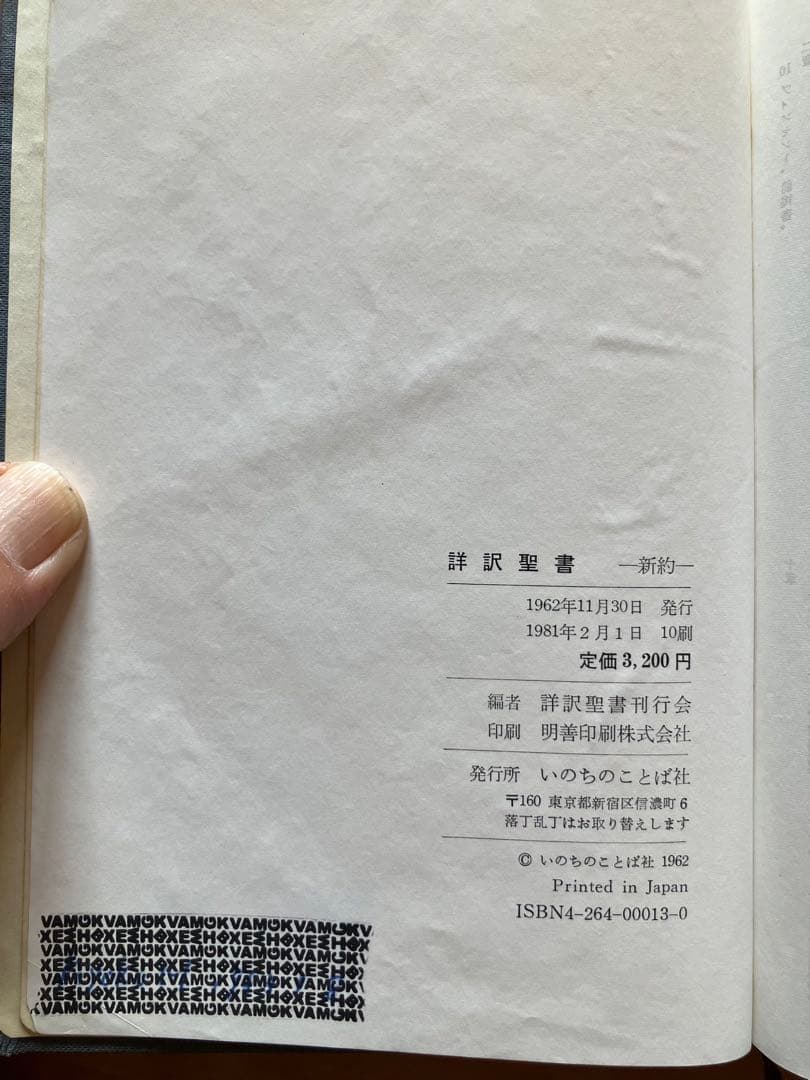 詳訳聖書 ―新約―
1962年11月30日 発行
1981年2月1日 10刷
定価3,200円
編者 詳訳聖書刊行会
印刷 明善印刷株式会社
発行所 いのちのことば社
〒160 東京都新宿区信濃町6
落丁乱丁はお取り替えします
© いのちのことば社 1962
Printed in Japan
ISBN4-264-00013-0